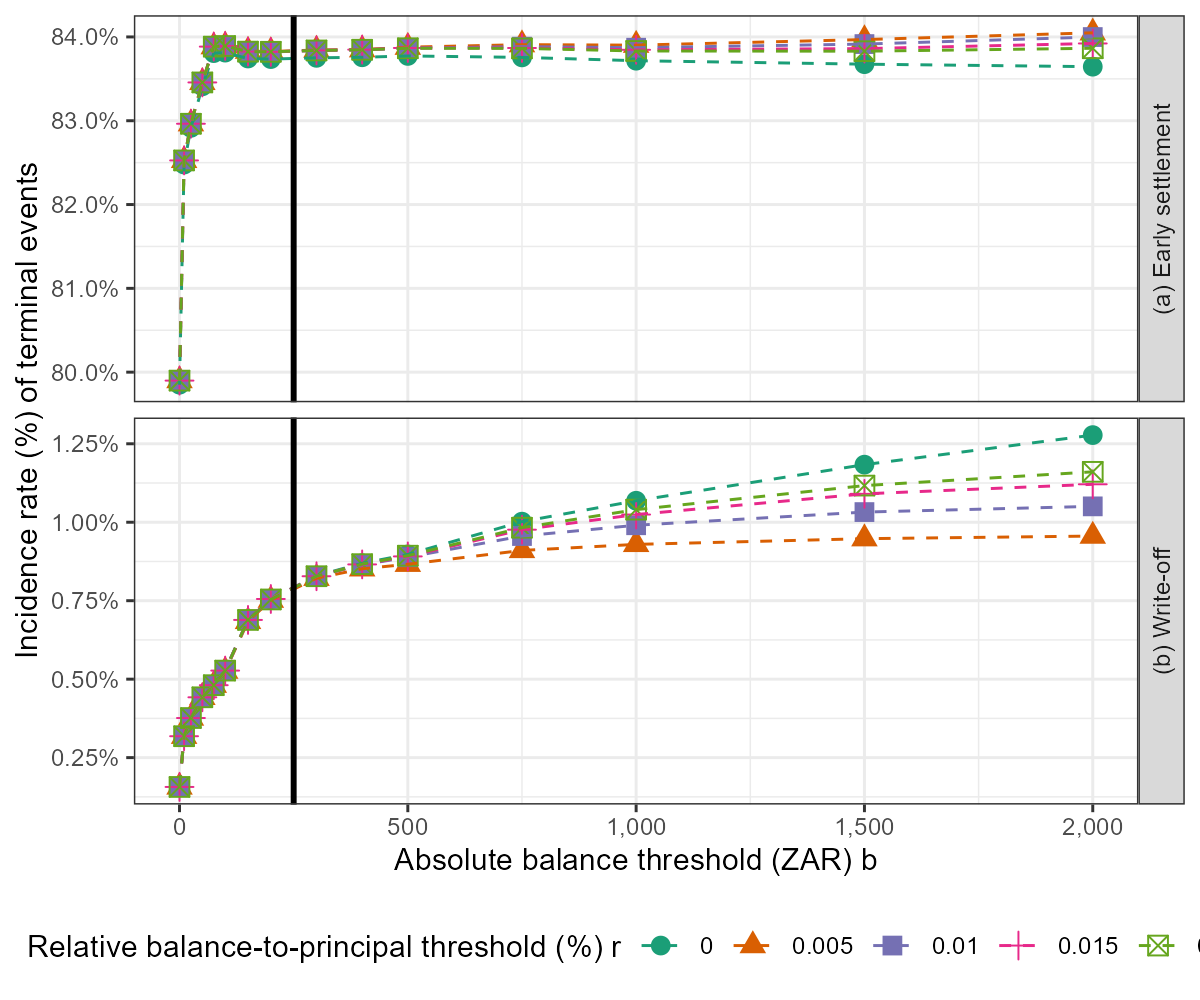 Incidence rate (%) of terminal events
84.0%
83.0%
82.0%
81.0%
80.0%
(a) Early settlement
1.25%
1.00%
0.75%
0.50%
0.25%
(b) Write-off
0 500 1,000 1,500 2,000
Absolute balance threshold (ZAR) b
Relative balance-to-principal threshold (%) r 0 0.005 0.01 0.015